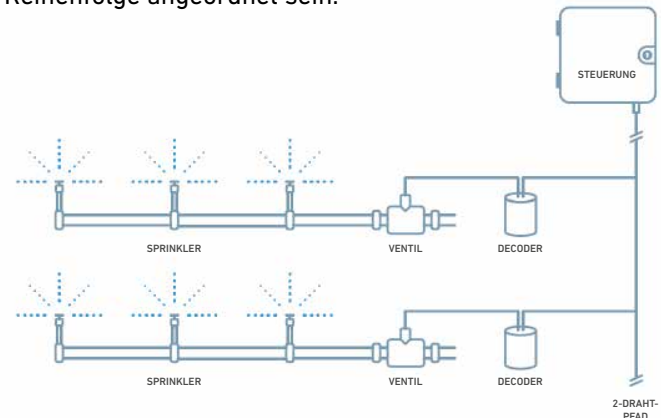 Reihenfolge angeordnet sein.
STEUERUNG
SPRINKLER
VENTIL
DECODER
SPRINKLER
VENTIL
DECODER
2-DRAHT-
PFAD